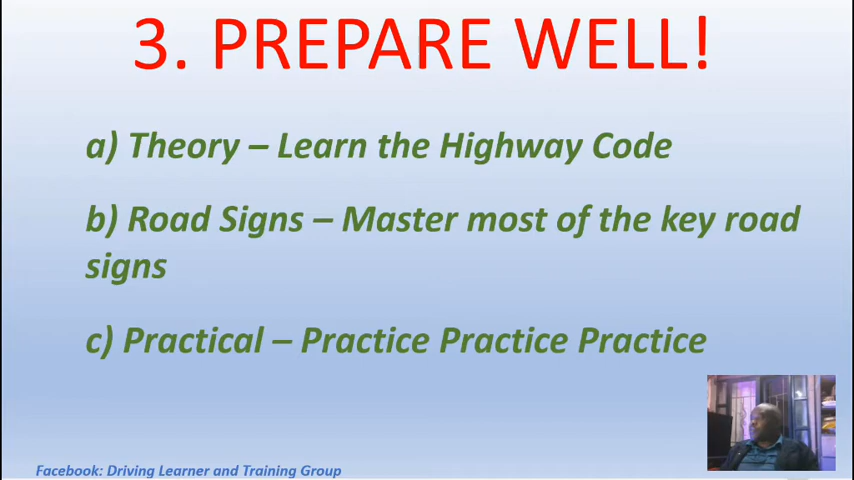 3. PREPARE WELL!
a) Theory – Learn the Highway Code
b) Road Signs – Master most of the key road
signs
c) Practical – Practice Practice Practice
Facebook: Driving Learner and Training Group